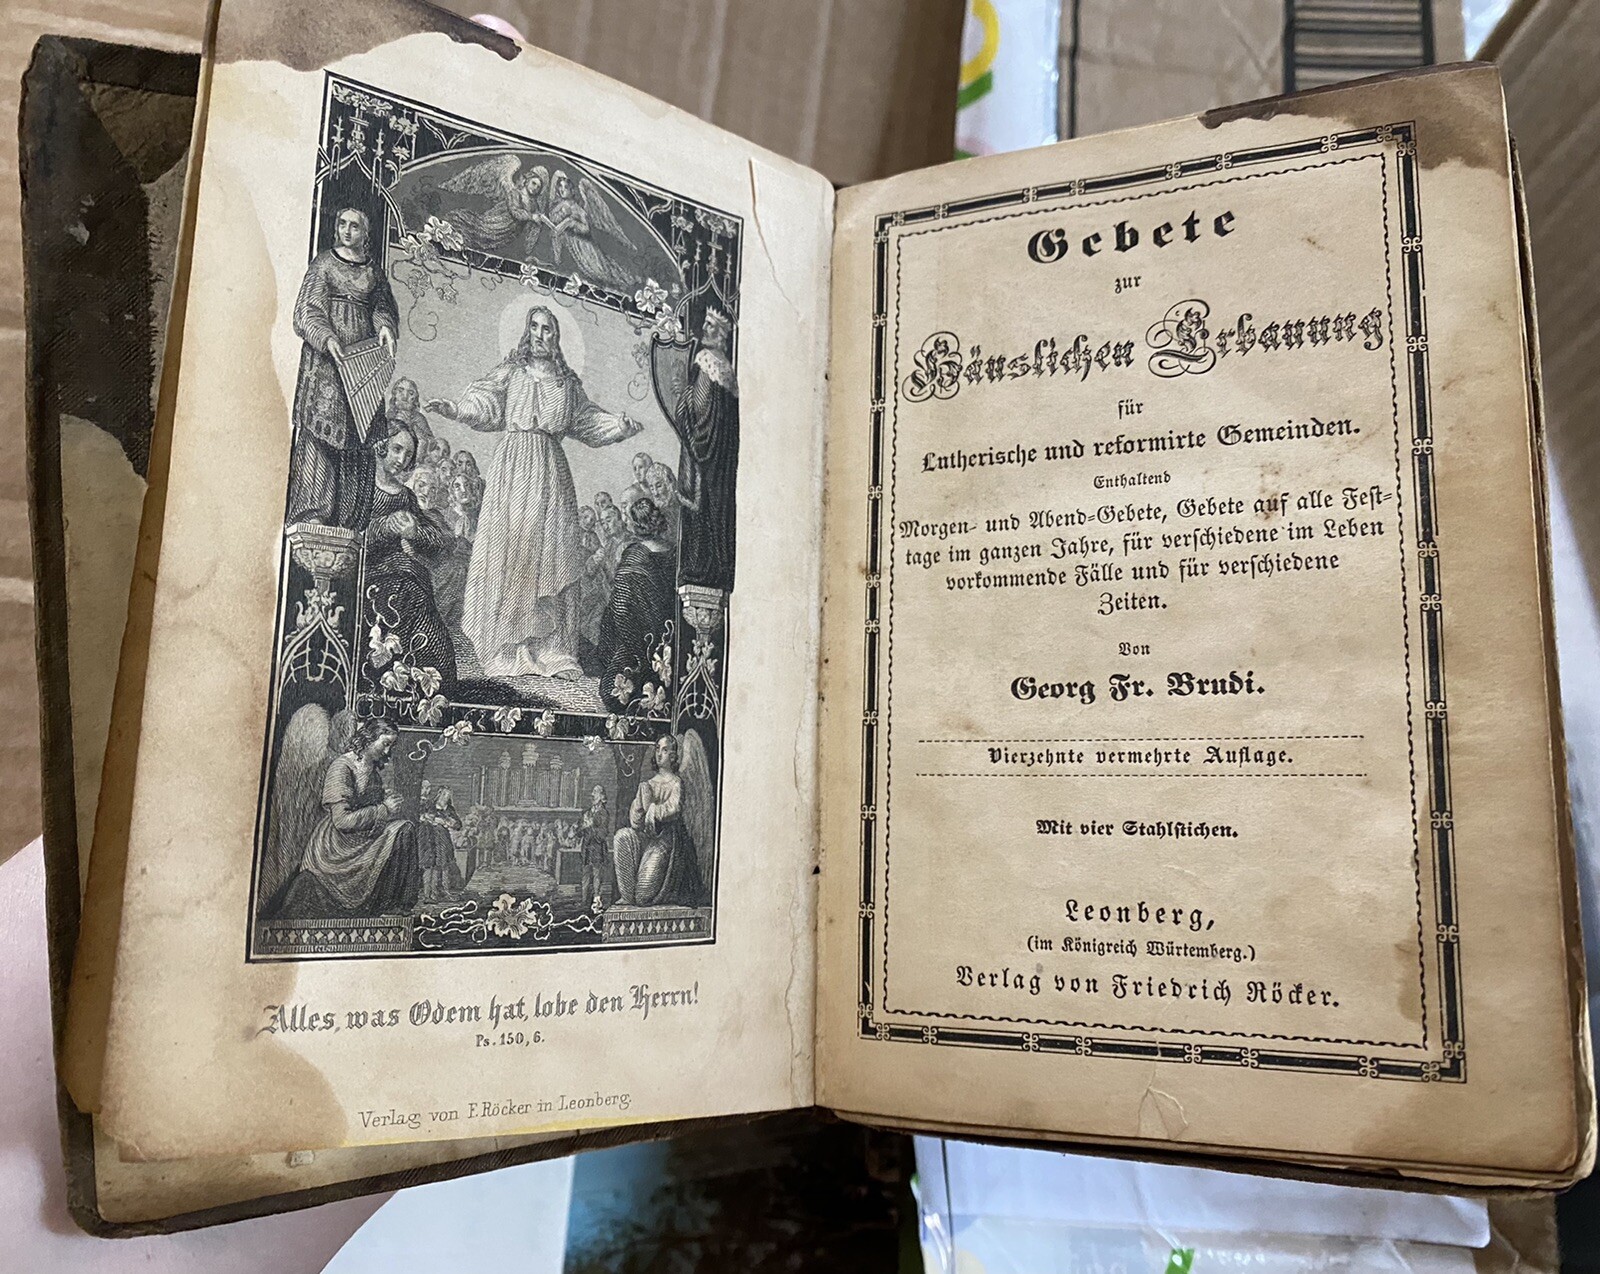 Alles, was Odem hat, lobe den Herrn!
Ps. 150, 6.
Verlag von F. Röcker in Leonberg.
Gebete
zur
Häuslichen Erbauung
für
Lutherische und reformirte Gemeinden.
Enthaltend
Morgen- und Abend-Gebete, Gebete auf alle Fest-
tage im ganzen Jahre, für verschiedene im Leben
vorkommende Fälle und für verschiedene
Zeiten.
Von
Georg Fr. Brudi.
Vierzehnte vermehrte Auflage.
Mit vier Stahlstichen.
Leonberg,
(im Königreich Würtemberg.)
Verlag von Friedrich Röcker.